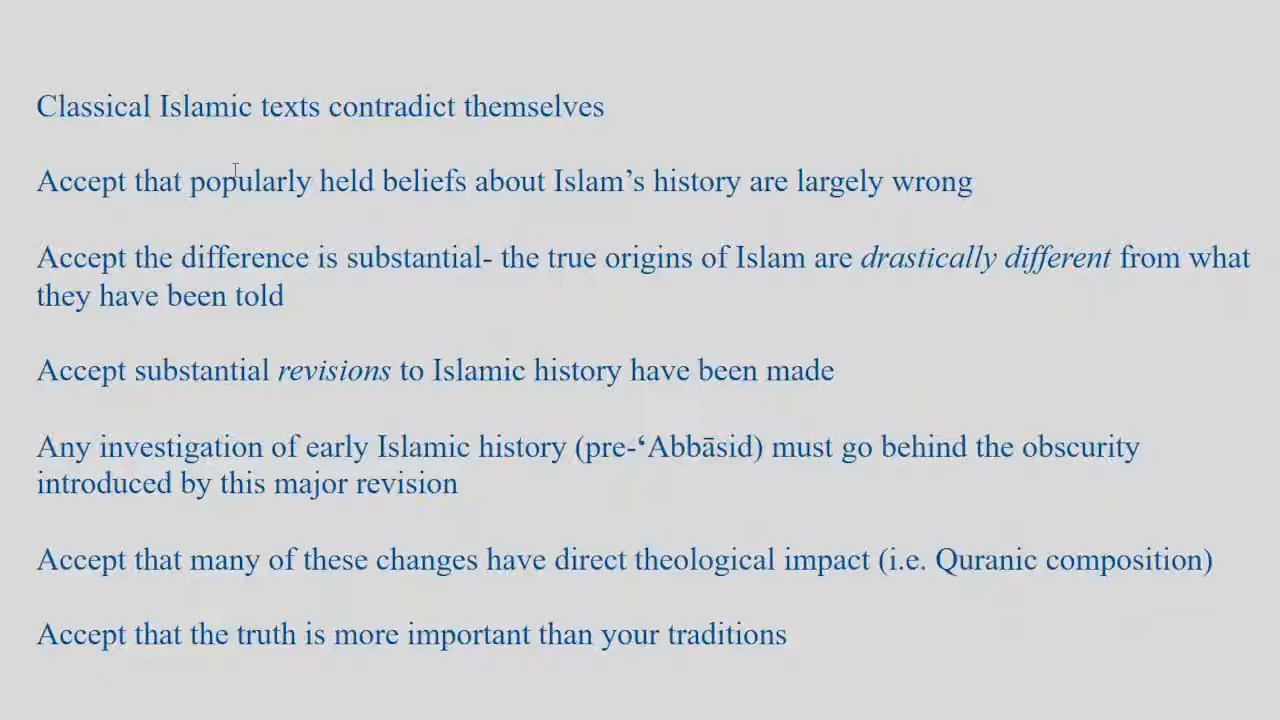 Classical Islamic texts contradict themselves
Accept that popularly held beliefs about Islam’s history are largely wrong
Accept the difference is substantial- the true origins of Islam are drastically different from what
they have been told
Accept substantial revisions to Islamic history have been made
Any investigation of early Islamic history (pre-‘Abbāsid) must go behind the obscurity
introduced by this major revision
Accept that many of these changes have direct theological impact (i.e. Quranic composition)
Accept that the truth is more important than your traditions